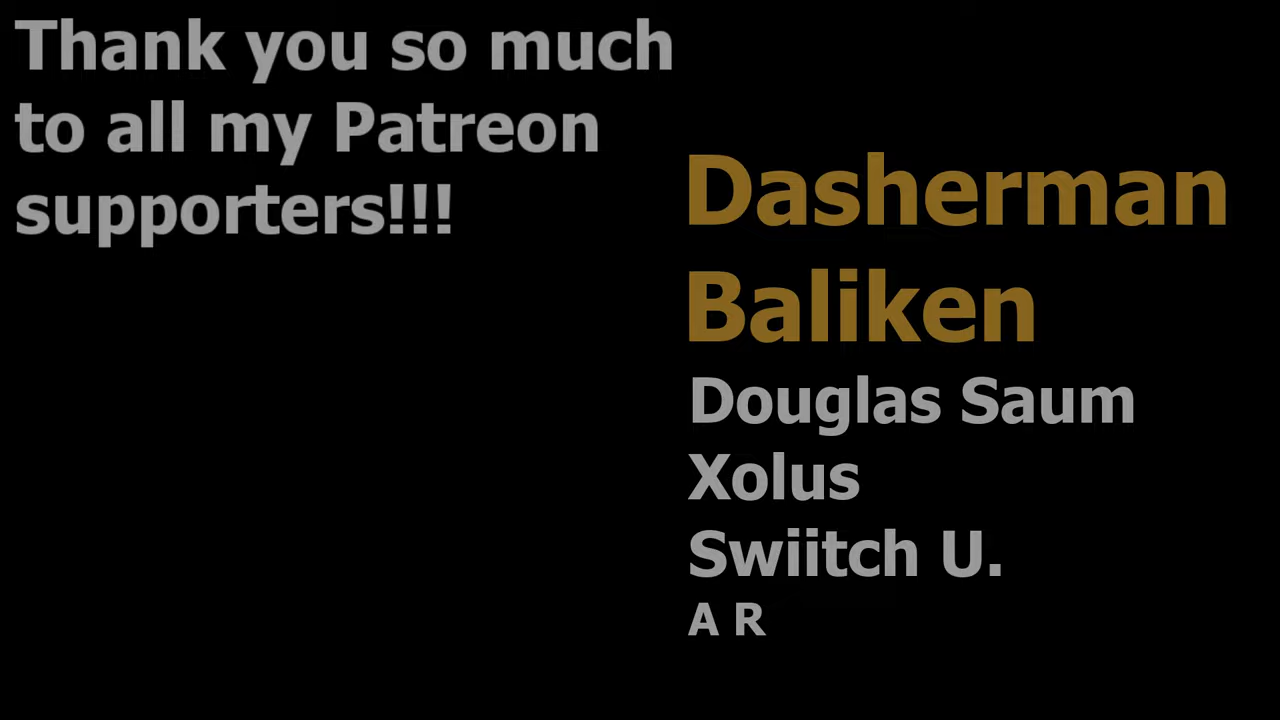 Thank you so much
to all my Patreon
supporters!!!
Dasherman
Baliken
Douglas Saum
Xolus
Swiitch U.
A R